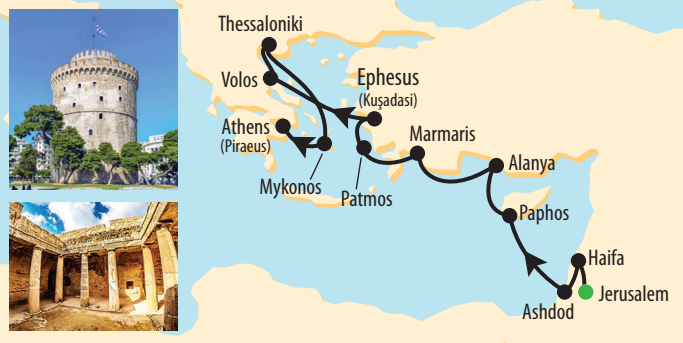 Thessaloniki
Volos
Ephesus
(Kuşadasi)
Athens
(Piraeus)
Marmaris
Alanya
Mykonos
Patmos
Paphos
Haifa
Jerusalem
Ashdod